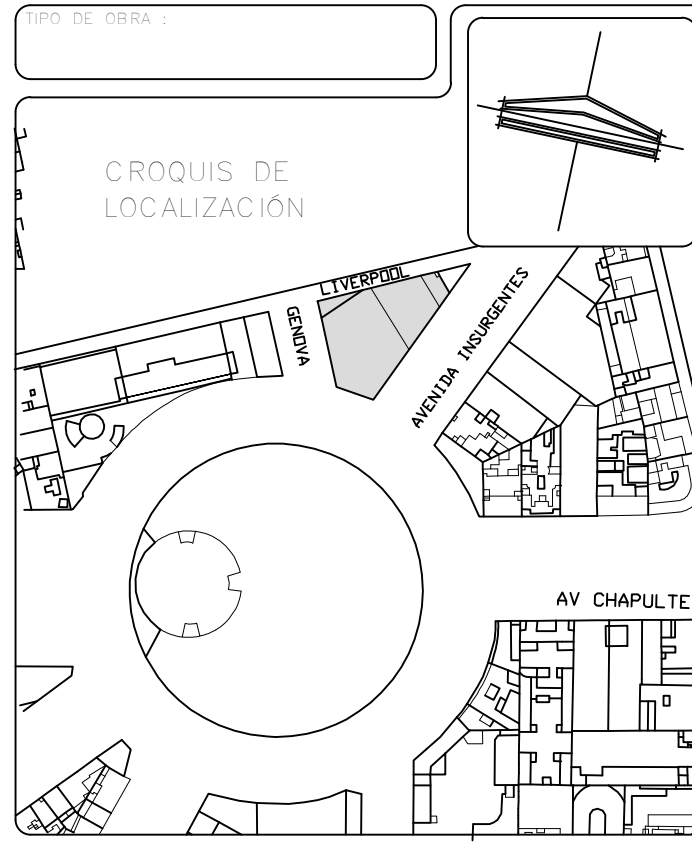 TIPO DE OBRA :
CROQUIS DE
LOCALIZACIÓN
LIVERPOOL
GENOVA
AVENIDA INSURGENTES
AV CHAPULTE